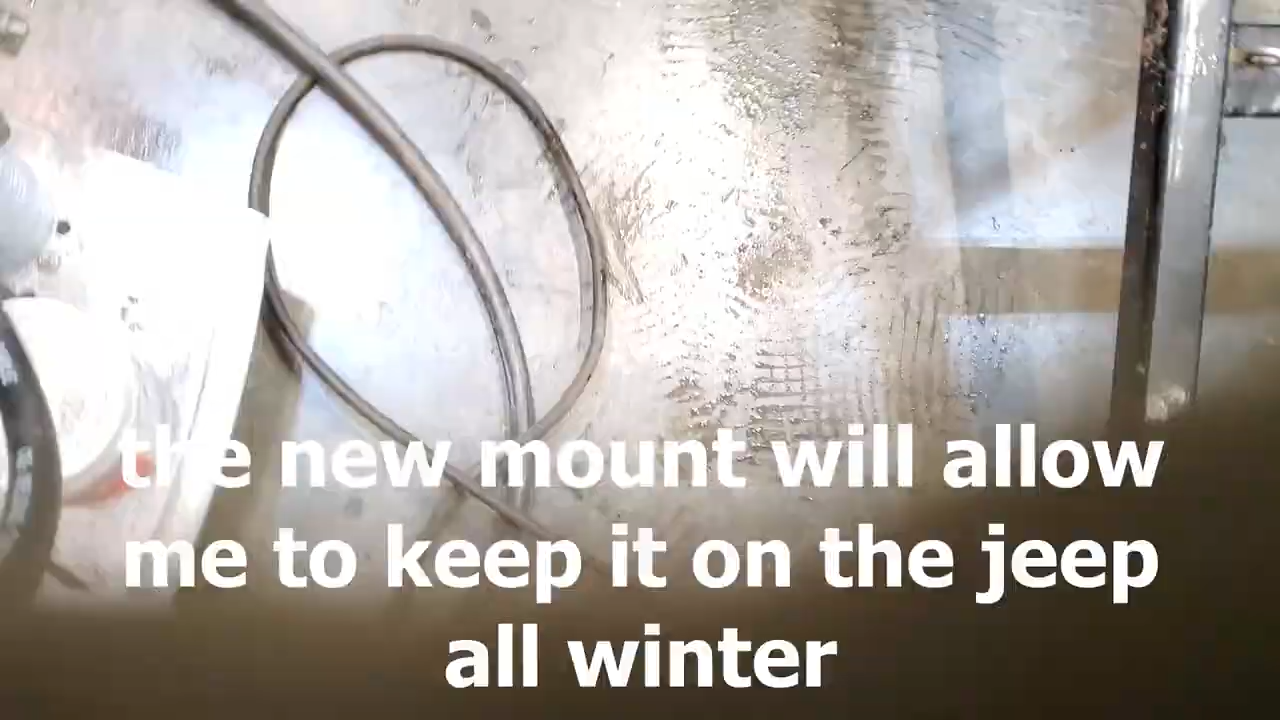 the new mount will allow
me to keep it on the jeep
all winter